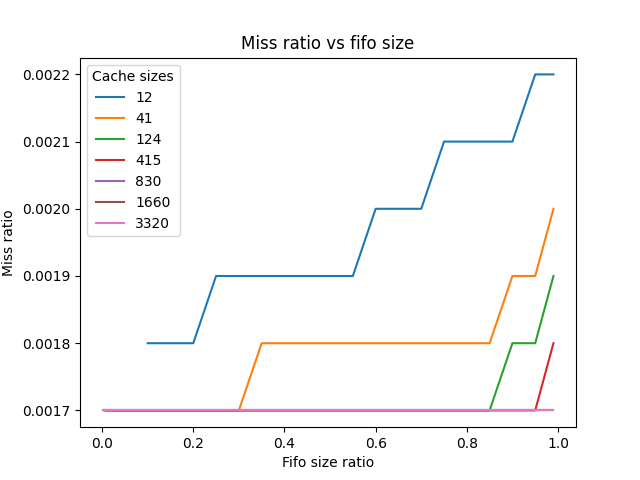 Miss ratio vs fifo size
Miss ratio
0.0022
0.0021
0.0020
0.0019
0.0018
0.0017
Cache sizes
12
41
124
415
830
1660
3320
0.0 0.2 0.4 0.6 0.8 1.0
Fifo size ratio